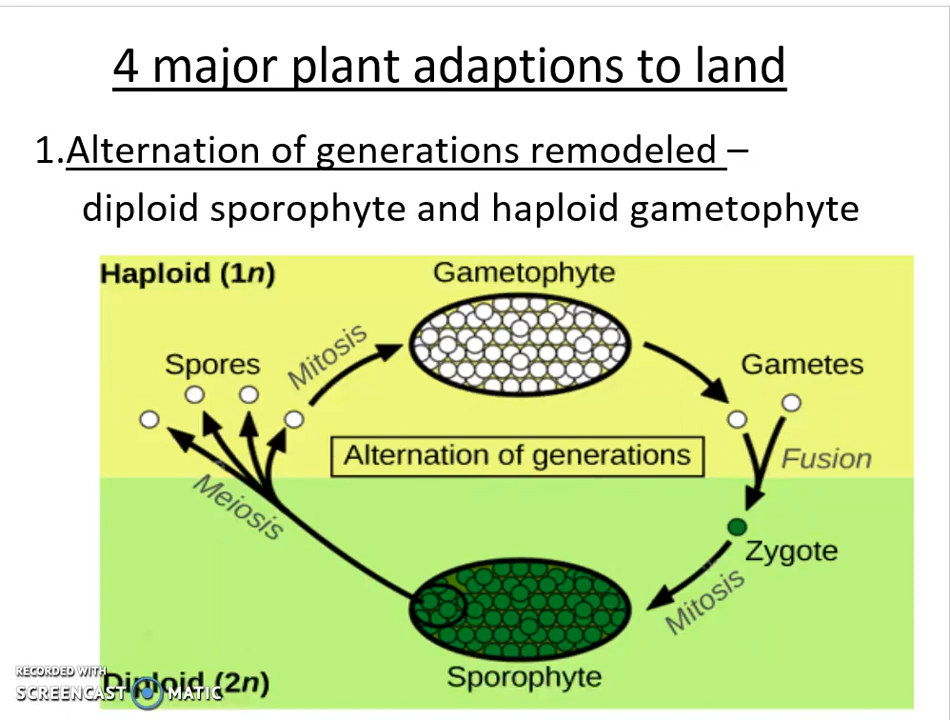 4 major plant adaptions to land
1.Alternation of generations remodeled –
diploid sporophyte and haploid gametophyte
Haploid (1n)
Gametophyte
Mitosis
Spores
Gametes
Alternation of generations
Fusion
Meiosis
Zygote
Mitosis
Sporophyte
RECORDED WITH
Diploid (2n)
SCREENCAST MATIC